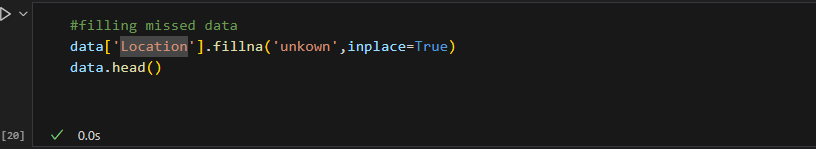 #filling missed data
data['Location'].fillna('unkown',inplace=True)
data.head()
[20]
0.0s